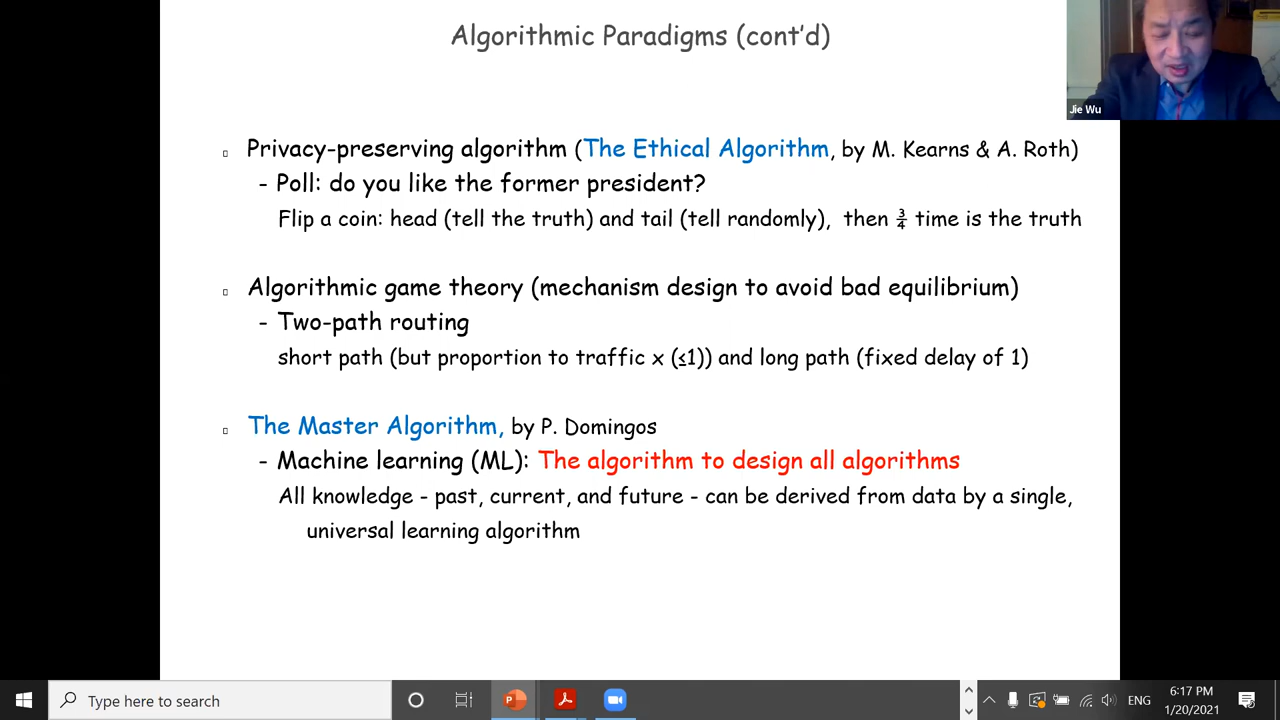 Algorithmic Paradigms (cont’d)
Jie Wu
Privacy-preserving algorithm (The Ethical Algorithm, by M. Kearns & A. Roth)
- Poll: do you like the former president?
Flip a coin: head (tell the truth) and tail (tell randomly), then ¾ time is the truth
Algorithmic game theory (mechanism design to avoid bad equilibrium)
- Two-path routing
short path (but proportion to traffic x (≤1)) and long path (fixed delay of 1)
The Master Algorithm, by P. Domingos
- Machine learning (ML): The algorithm to design all algorithms
All knowledge - past, current, and future - can be derived from data by a single,
universal learning algorithm
Type here to search
ENG
6:17 PM
1/20/2021